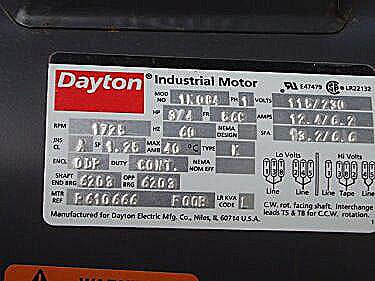 Dayton ® Industrial Motor
E47479 LR22132
MOD NO PH 1 VOLTS 115/230
HP 3/4 FR 56C AMPS 12.4/6.2
RPM 1725 HZ 60 NEMA DESIGN SFA 13.2/6.6
INS A SF 1.25 MAX AMB 40 °C TYPE
ENCL ODP DUTY CONT. NEMA KVA
SHAFT END BRG 6203 OPP BRG 6203
MTR REF FOOR LR KVA CODE L
Manufactured for Dayton Electric Mfg. Co., Niles, IL 60714 U.S.A.
Lo Volts Hi Volts
Line Line Line Tape Line
C.W. rot. facing shaft. Interchange
leads T5 & T8 for C.C.W. rotation.